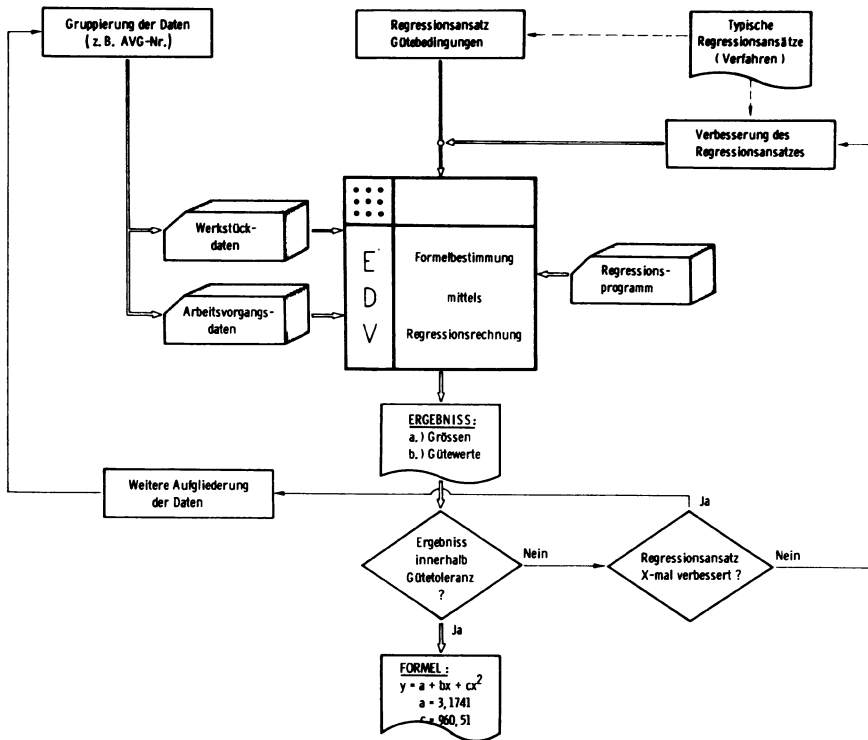 Gruppierung der Daten
( z. B. AVG-Nr.)
Regressionsansatz
Gütebedingungen
Typische
Regressionsansätze
( Verfahren )
Verbesserung des
Regressionsansatzes
Werkstück-
daten
Arbeitsvorgangs-
daten
E
D
V
Formelbestimmung
mittels
Regressionsrechnung
Regressions-
programm
ERGEBNISS:
a.) Grössen
b.) Gütewerte
Weitere Aufgliederung
der Daten
Ergebniss
innerhalb
Gütetoleranz
?
Nein
Ja
Regressionsansatz
X-mal verbessert ?
Ja
Nein
FORMEL :
y = a + bx + cx²
a = 3,1741
c = 960,51